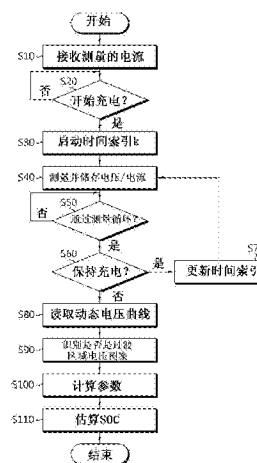 开始
S10
接收测量的电流
S20
开始充电?
否
是
S30
启动时间索引k
S40
测量并储存电压/电流
S50
通过测量循环?
否
是
S60
保持充电?
是
S7
更新时间索引
否
S80
读取动态电压曲线
S90
识别是否是过渡
区域电压图案
S100
计算参数
S110
估算SOC
结束